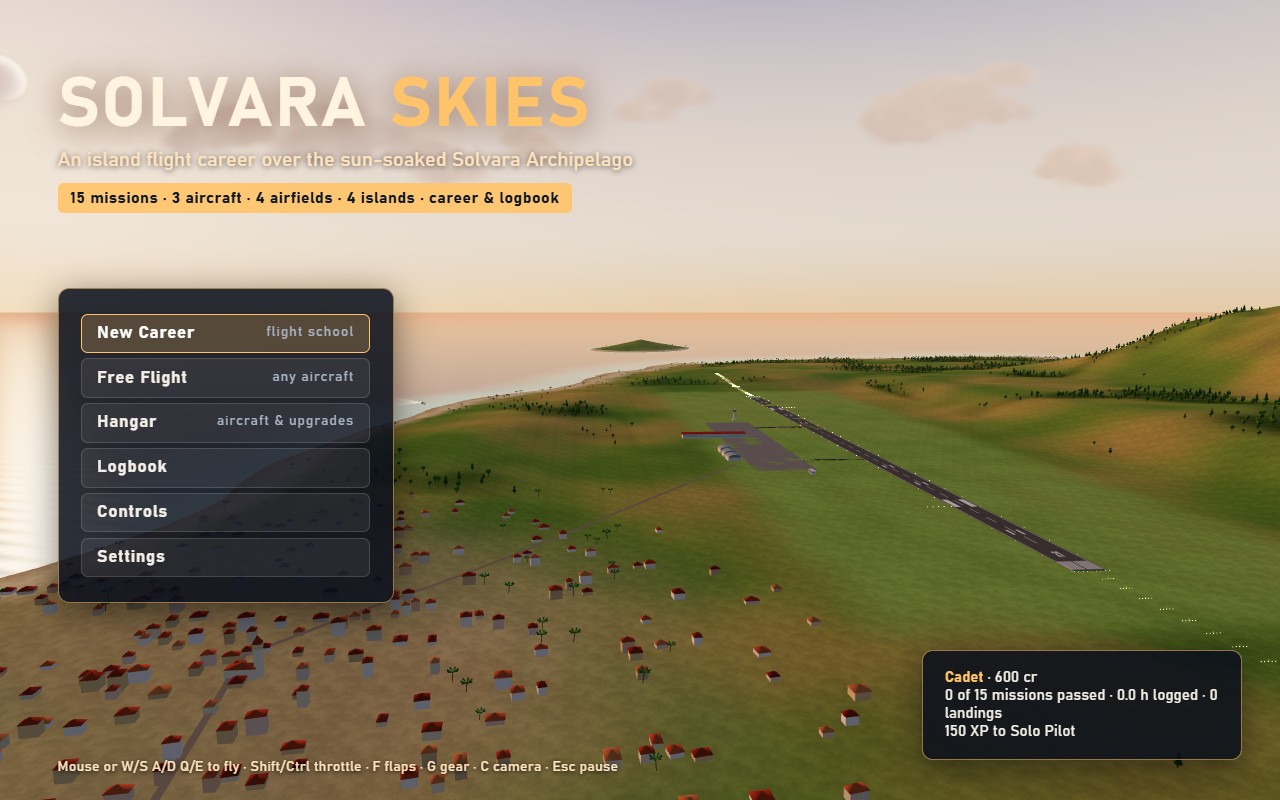 SOLVARA SKIES
An island flight career over the sun-soaked Solvara Archipelago
15 missions · 3 aircraft · 4 airfields · 4 islands · career & logbook
New Career flight school
Free Flight any aircraft
Hangar aircraft & upgrades
Logbook
Controls
Settings
Cadet · 600 cr
0 of 15 missions passed · 0.0 h logged · 0
landings
150 XP to Solo Pilot
Mouse or W/S A/D Q/E to fly · Shift/Ctrl throttle · F flaps · G gear · C camera · Esc pause